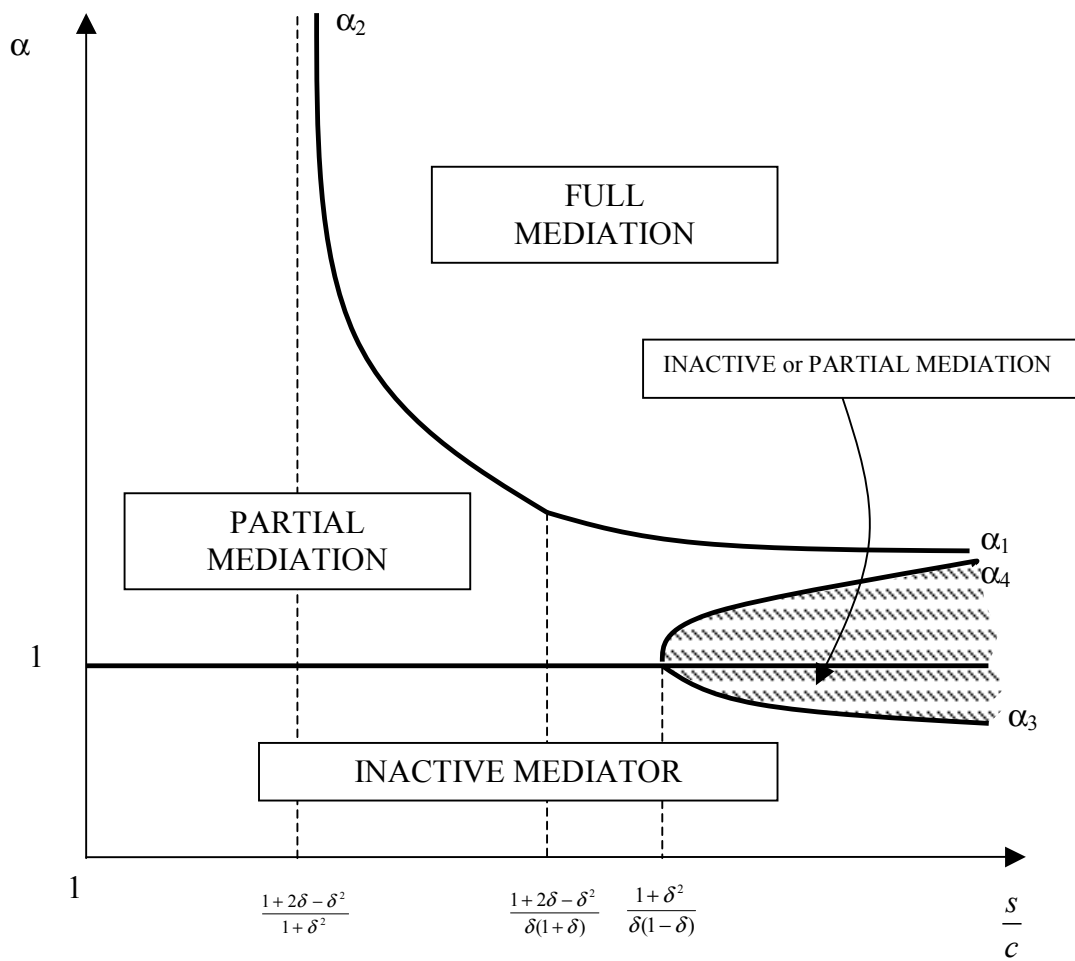 α
α₂
FULL
MEDIATION
INACTIVE or PARTIAL MEDIATION
PARTIAL
MEDIATION
α₁
α₄
1
α₃
INACTIVE MEDIATOR
1
(1 + 2δ − δ²)/(1 + δ²)
(1 + 2δ − δ²)/(δ(1 + δ))
(1 + δ²)/(δ(1 − δ))
s/c